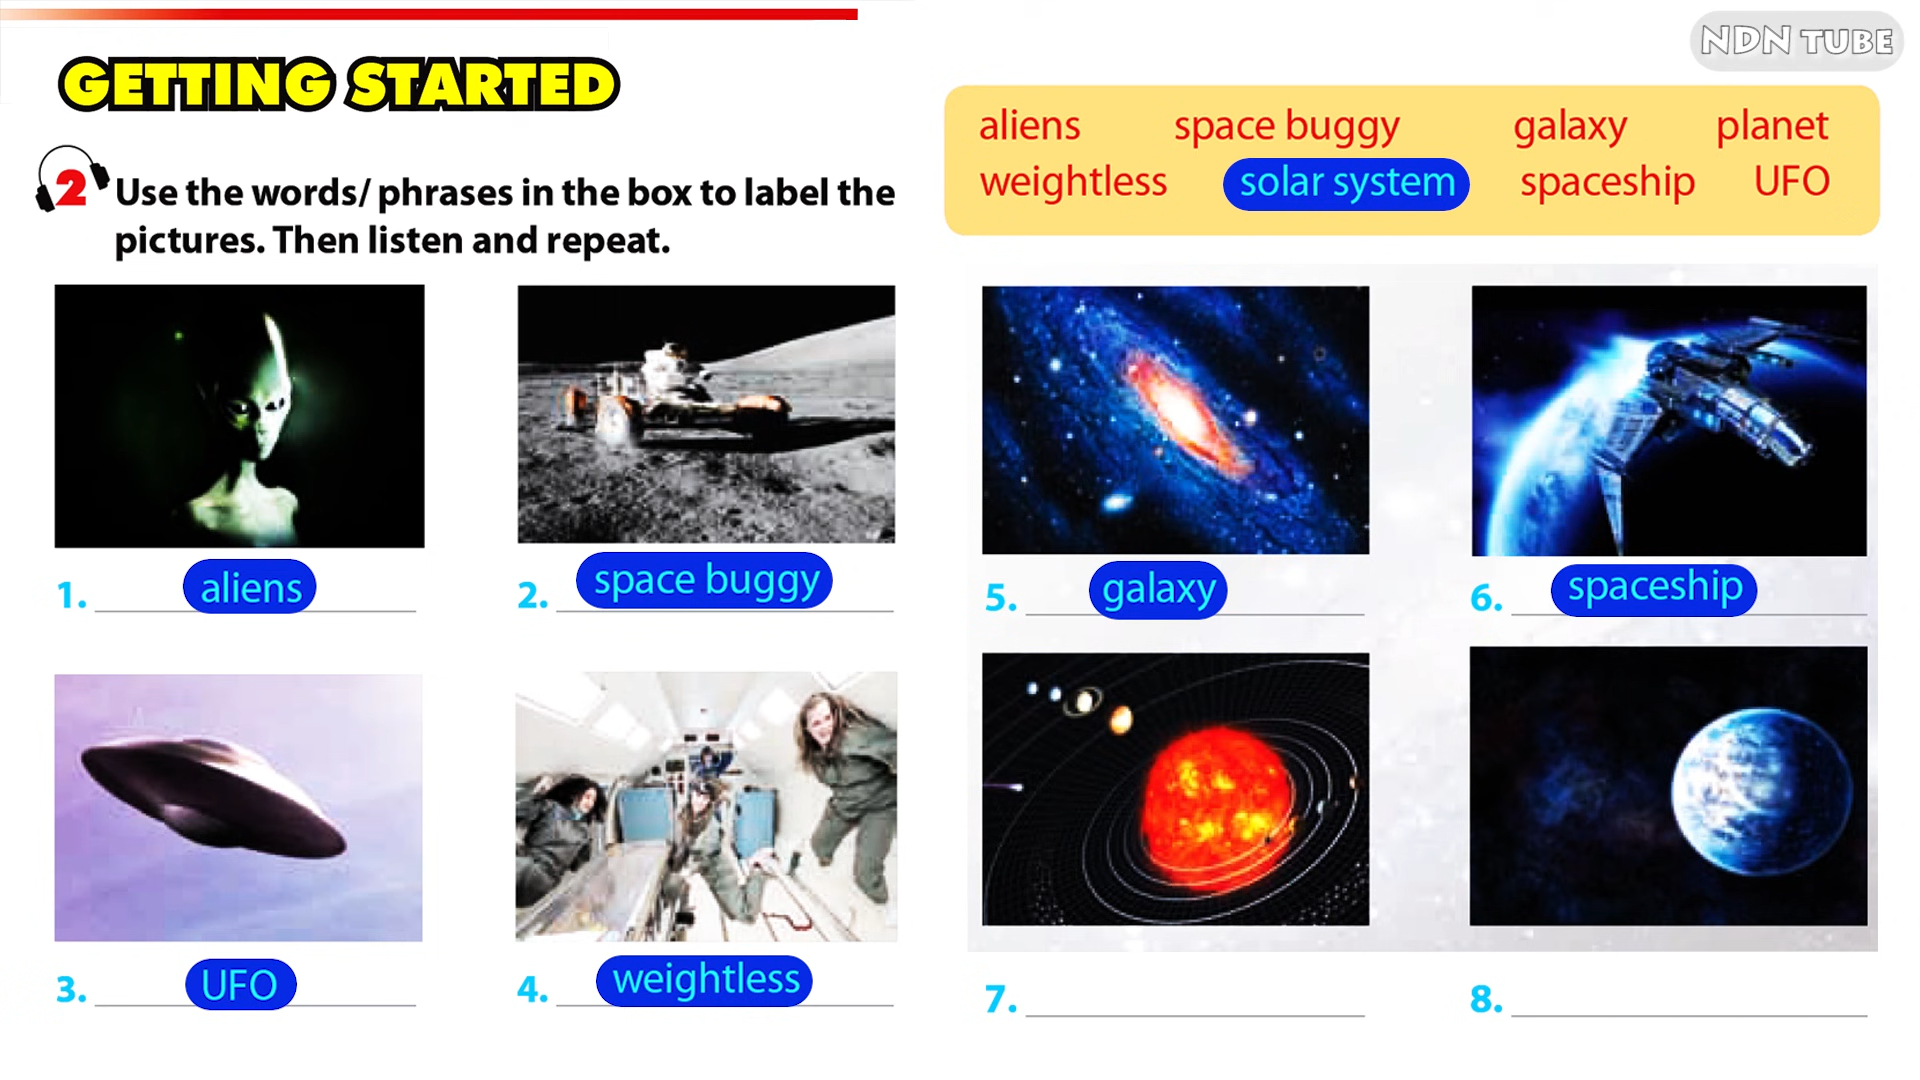 NDN TUBE
GETTING STARTED
2 Use the words/ phrases in the box to label the
pictures. Then listen and repeat.
aliens space buggy galaxy planet
weightless solar system spaceship UFO
1. aliens
2. space buggy
5. galaxy
6. spaceship
3. UFO
4. weightless
7.
8.